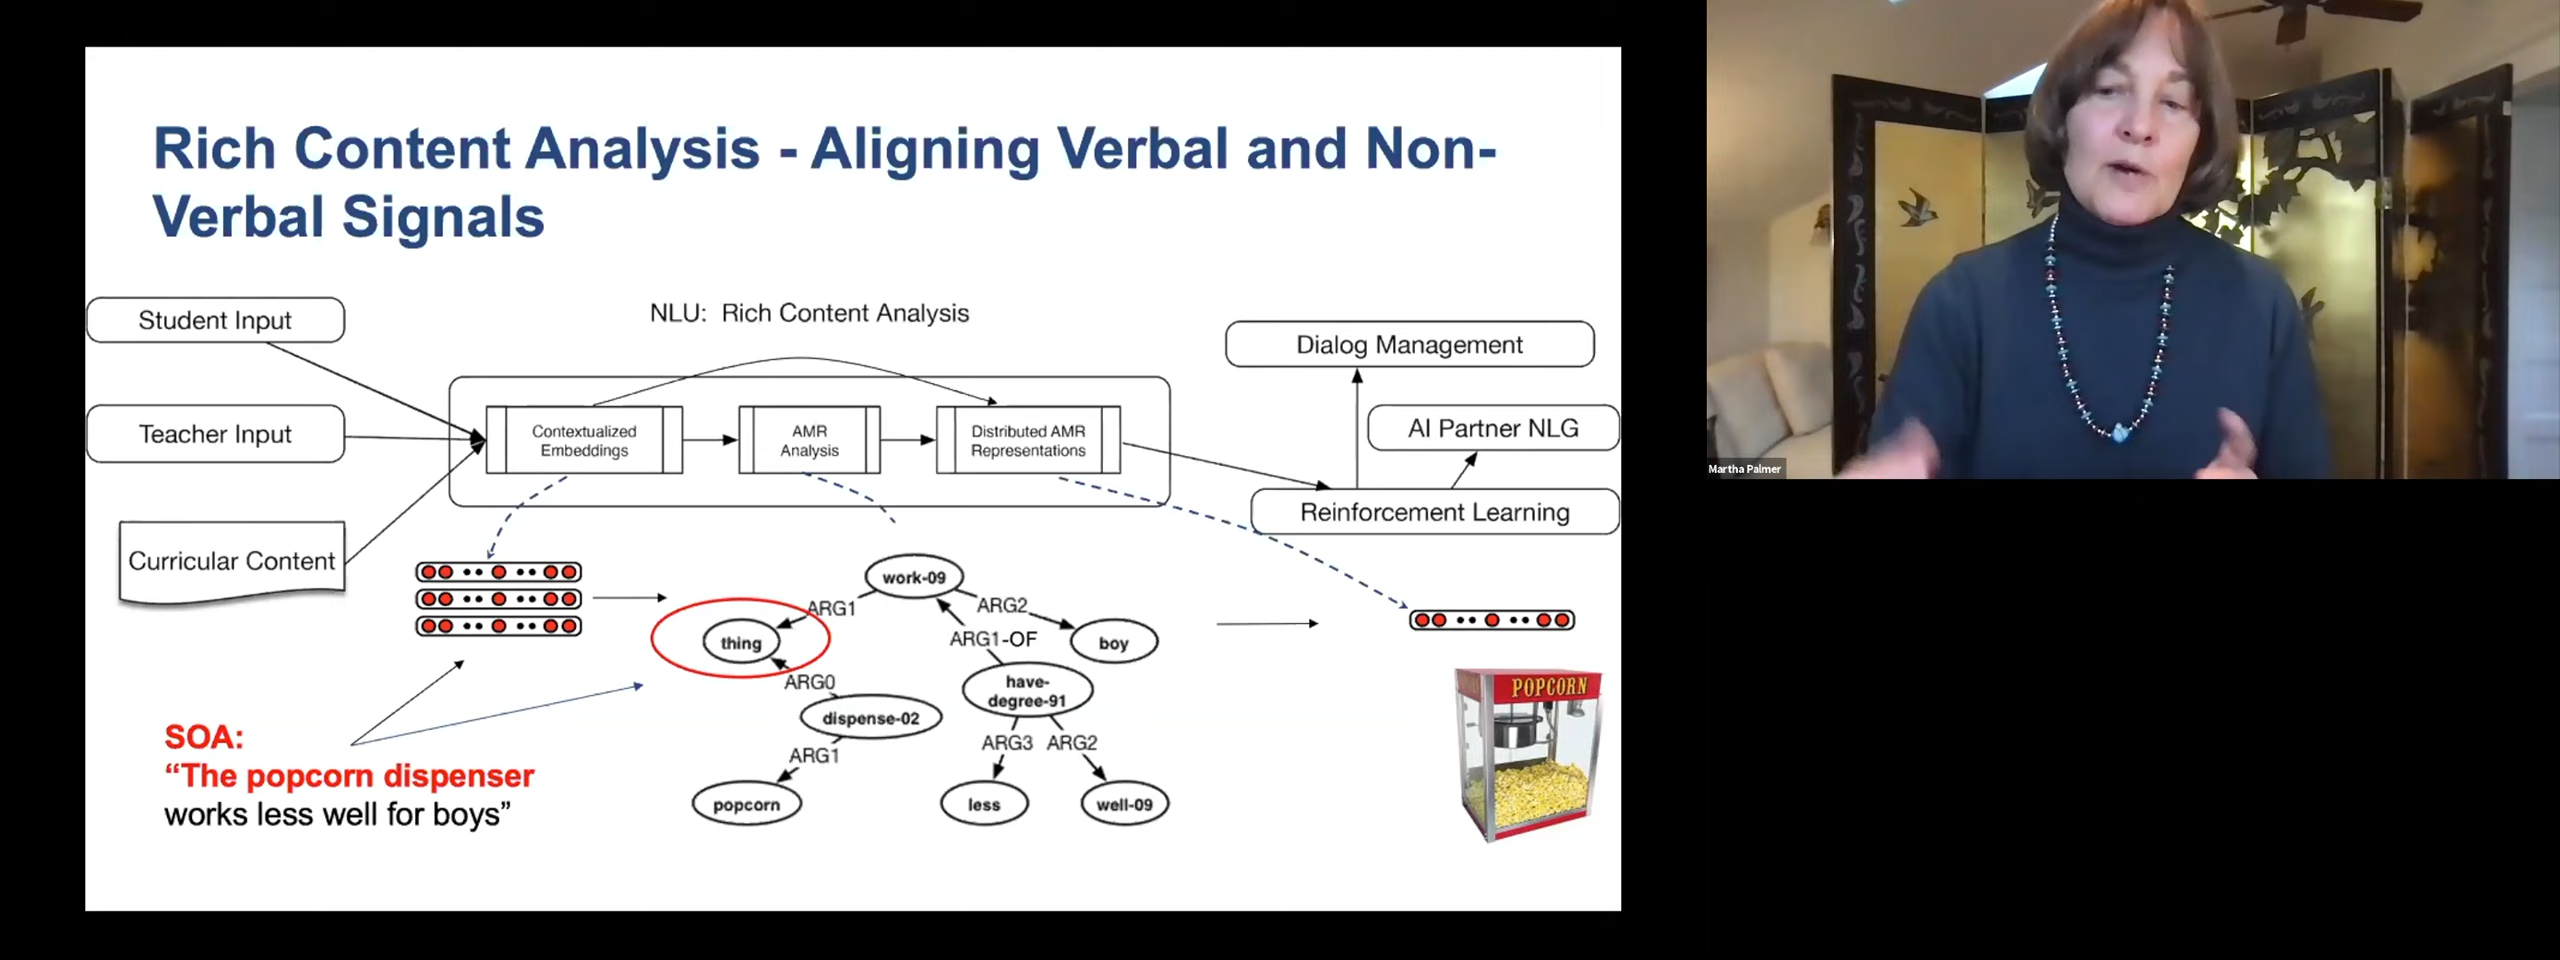 Rich Content Analysis - Aligning Verbal and Non-
Verbal Signals
NLU: Rich Content Analysis
Student Input
Teacher Input
Curricular Content
Contextualized
Embeddings
AMR
Analysis
Distributed AMR
Representations
Dialog Management
AI Partner NLG
Reinforcement Learning
work-09
ARG1
ARG2
thing
ARG1-OF
boy
ARG0
have-
degree-91
dispense-02
ARG1
ARG3
ARG2
popcorn
less
well-09
SOA:
“The popcorn dispenser
works less well for boys”
POPCORN
Martha Palmer